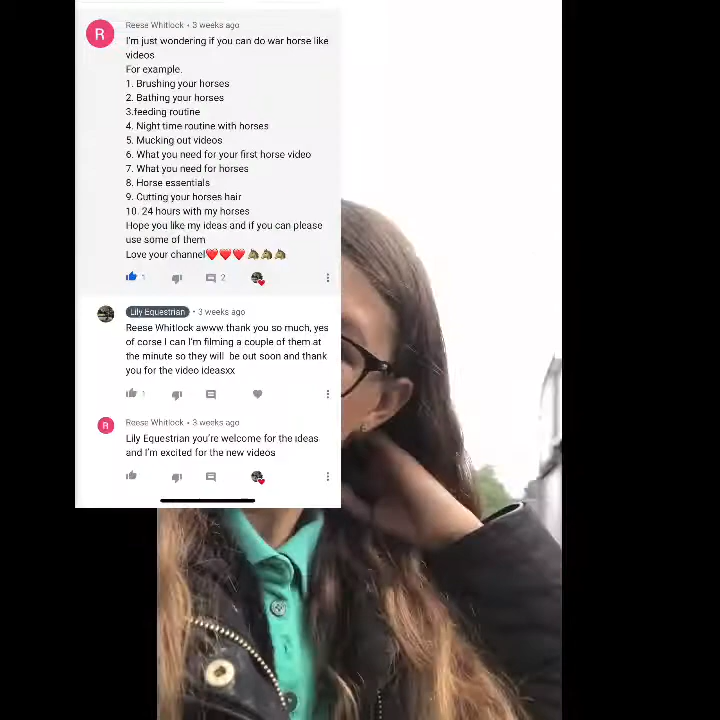 Reese Whitlock • 3 weeks ago
I'm just wondering if you can do war horse like
videos
For example.
1. Brushing your horses
2. Bathing your horses
3.feeding routine
4. Night time routine with horses
5. Mucking out videos
6. What you need for your first horse video
7. What you need for horses
8. Horse essentials
9. Cutting your horses hair
10. 24 hours with my horses
Hope you like my ideas and if you can please
use some of them
Love your channel❤️❤️❤️🐴🐴🐴
1 2
Lily Equestrian • 3 weeks ago
Reese Whitlock awww thank you so much, yes
of corse I can I'm filming a couple of them at
the minute so they will be out soon and thank
you for the video ideasxx
1
R
Reese Whitlock • 3 weeks ago
Lily Equestrian you're welcome for the ideas
and I'm excited for the new videos